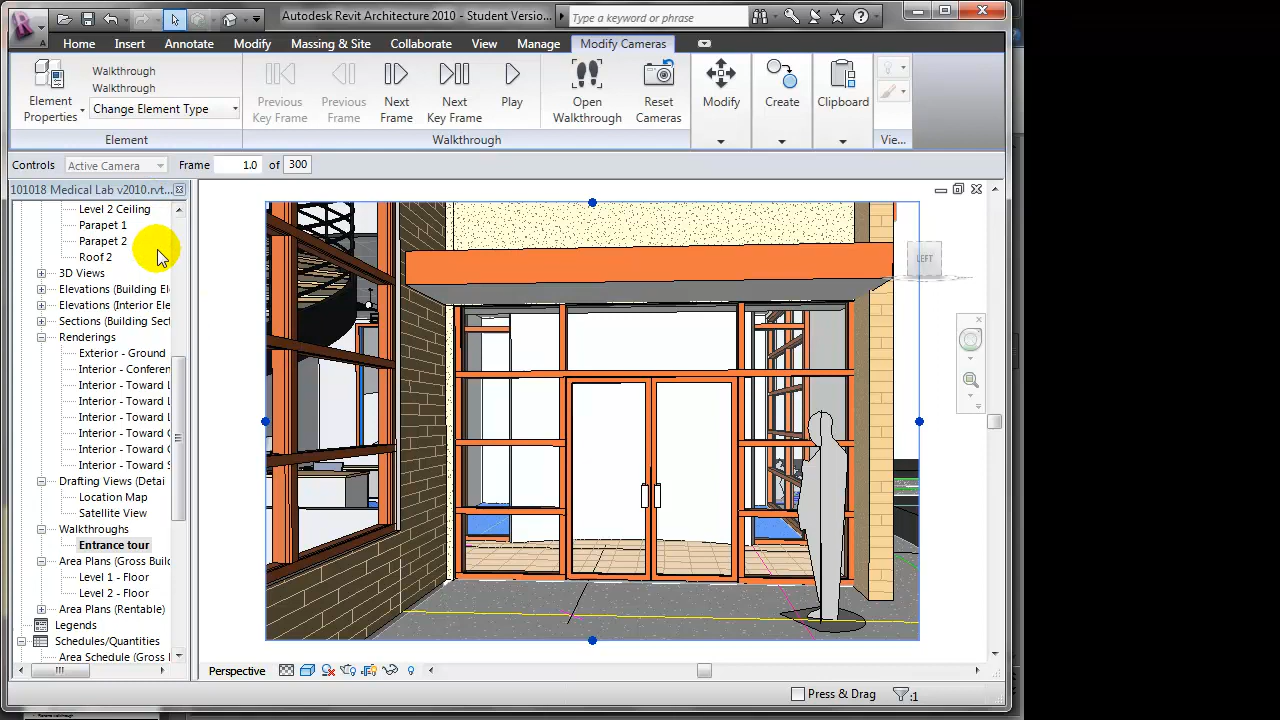 Autodesk Revit Architecture 2010 - Student Versio...
Type a keyword or phrase
Home Insert Annotate Modify Massing & Site Collaborate View Manage Modify Cameras
Element Properties
Walkthrough
Walkthrough
Change Element Type
Previous Key Frame
Previous Frame
Next Frame
Next Key Frame
Play
Open Walkthrough
Reset Cameras
Modify
Create
Clipboard
Element
Walkthrough
Vie...
Controls Active Camera Frame 1.0 of 300
101018 Medical Lab v2010.rvt...
Level 2 Ceiling
Parapet 1
Parapet 2
Roof 2
3D Views
Elevations (Building El
Elevations (Interior Ele
Sections (Building Sect
Renderings
Exterior - Ground
Interior - Conferen
Interior - Toward L
Interior - Toward L
Interior - Toward L
Interior - Toward C
Interior - Toward C
Interior - Toward S
Drafting Views (Detai
Location Map
Satellite View
Walkthroughs
Entrance tour
Area Plans (Gross Build
Level 1 - Floor
Level 2 - Floor
Area Plans (Rentable)
Legends
Schedules/Quantities
Area Schedule (Gross I
LEFT
Perspective
Press & Drag
:1